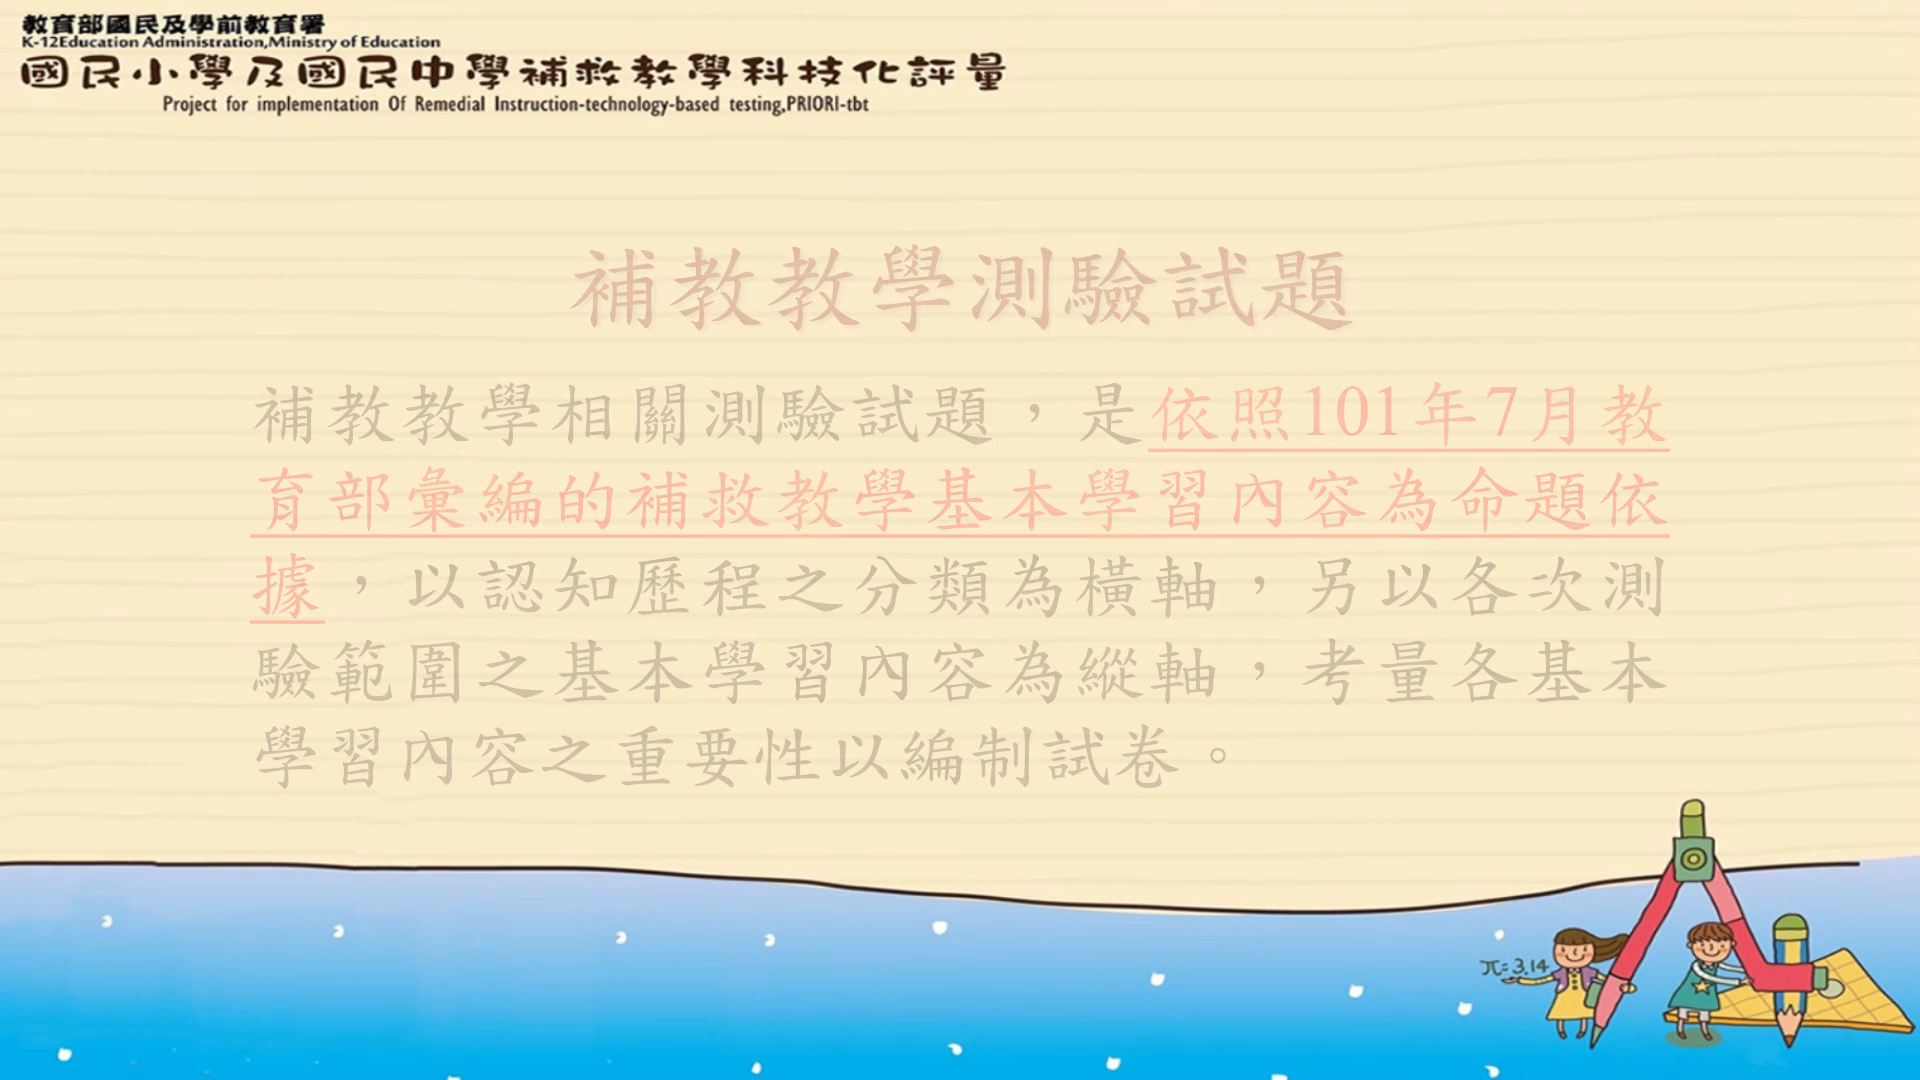 教育部國民及學前教育署
K-12Education Administration,Ministry of Education
國民小學及國民中學補救教學科技化評量
Project for implementation Of Remedial Instruction-technology-based testing,PRIORI-tbt
補教教學測驗試題
補教教學相關測驗試題，是依照101年7月教
育部彙編的補救教學基本學習內容為命題依
據，以認知歷程之分類為橫軸，另以各次測
驗範圍之基本學習內容為縱軸，考量各基本
學習內容之重要性以編制試卷。
π=3.14